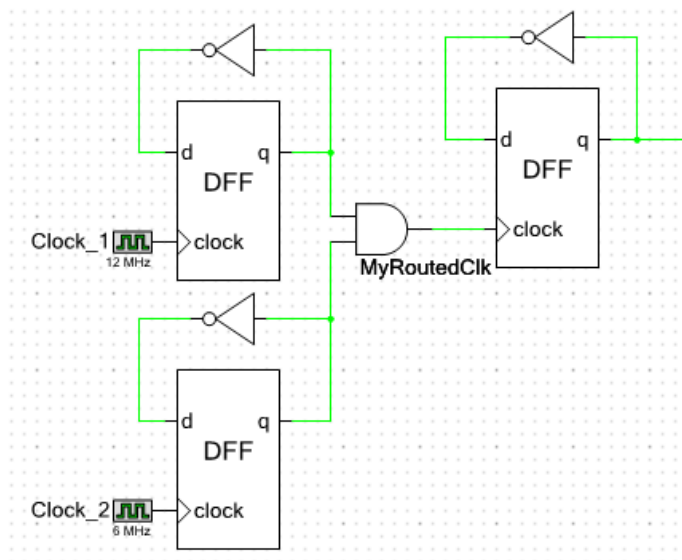 d q
DFF
Clock_1 clock
12 MHz
d q
DFF
clock
MyRoutedClk
d q
DFF
Clock_2 clock
6 MHz